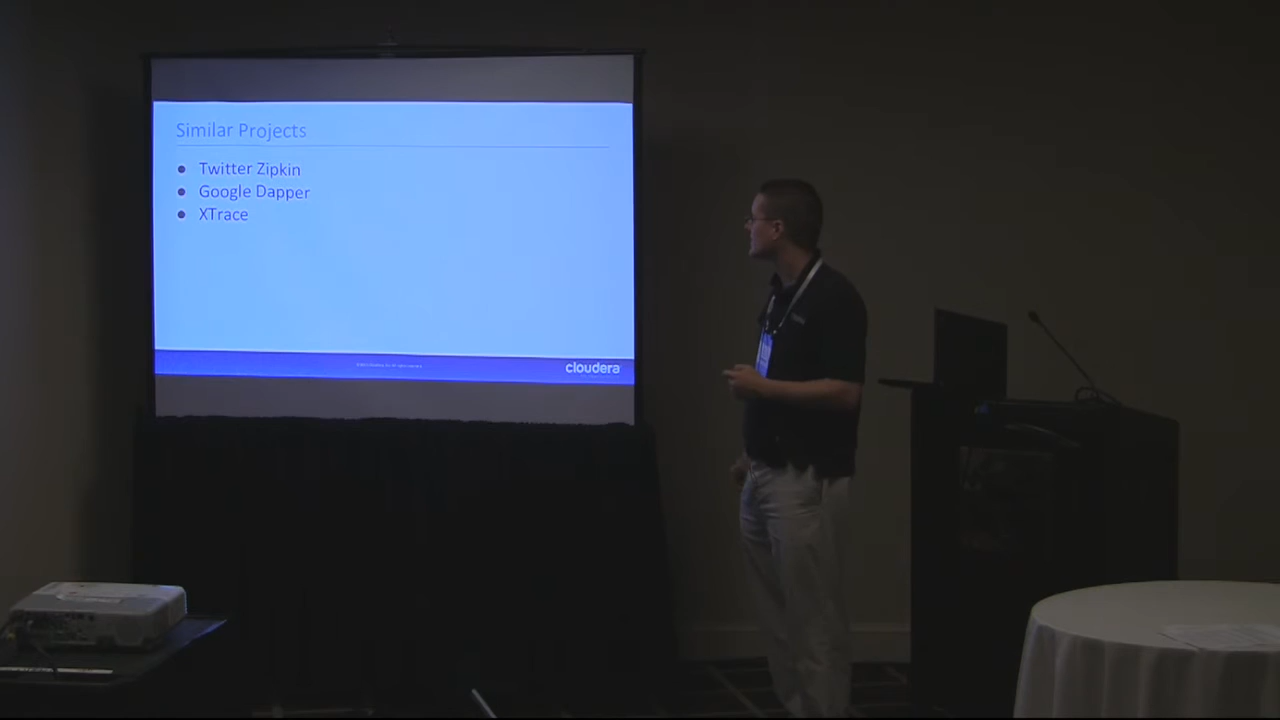 Similar Projects
Twitter Zipkin
Google Dapper
XTrace
cloudera